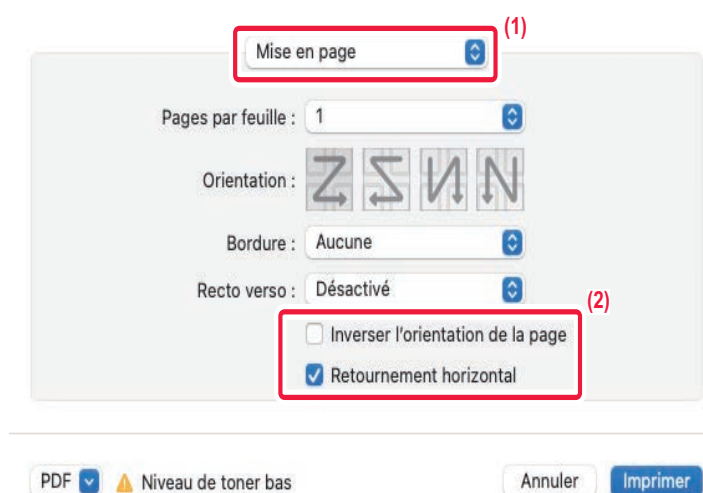 (1)
Mise en page
Pages par feuille : 1
Orientation :
Bordure : Aucune
Recto verso : Désactivé
(2)
Inverser l'orientation de la page
Retournement horizontal
PDF Niveau de toner bas Annuler Imprimer